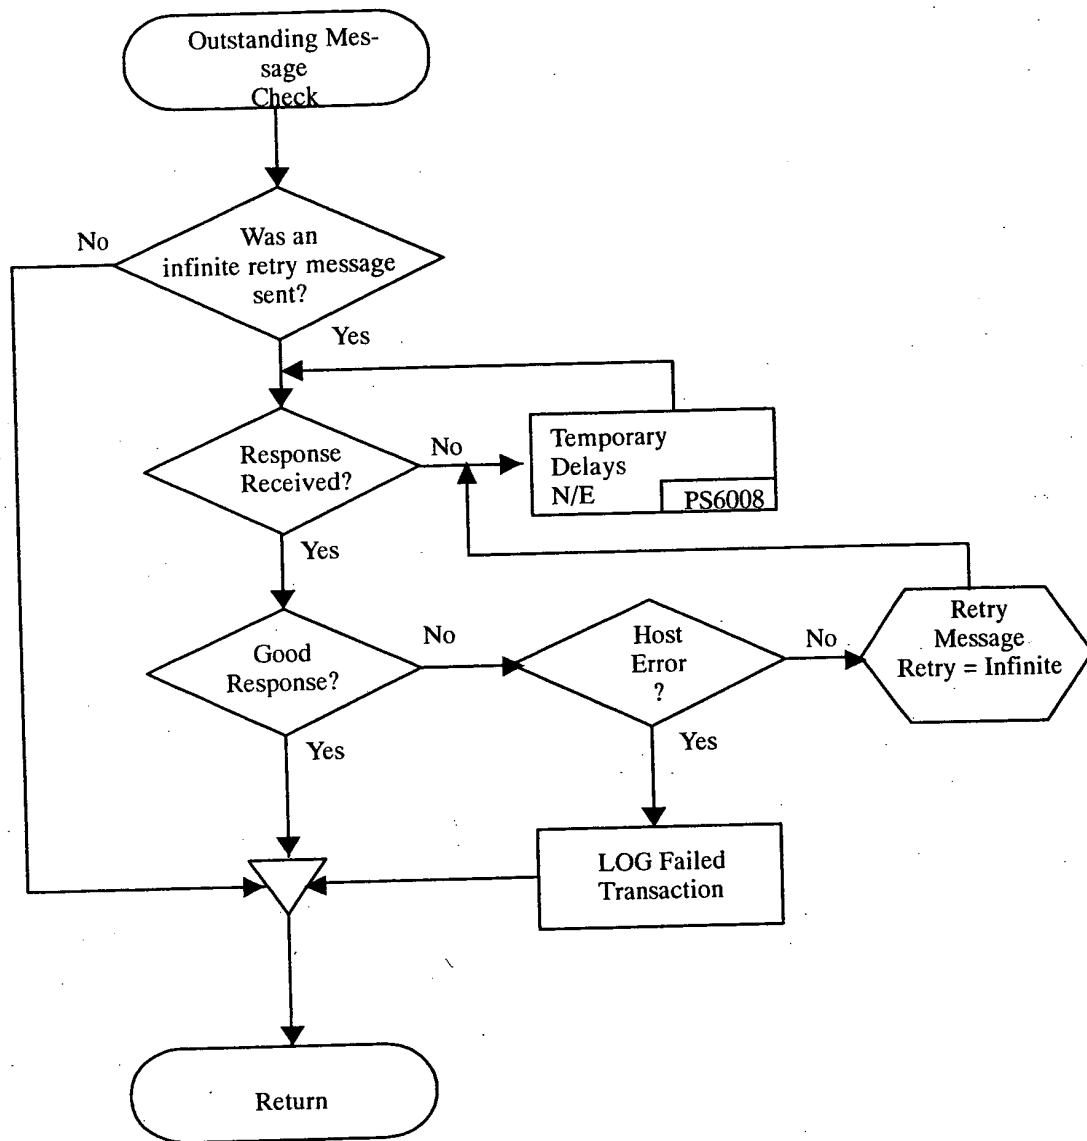 Outstanding Mes-
sage
Check
No
Was an
infinite retry message
sent?
Yes
Response
Received?
No
Temporary
Delays
N/E
PS6008
Yes
Good
Response?
No
Host
Error
?
No
Retry
Message
Retry = Infinite
Yes
Yes
LOG Failed
Transaction
Return